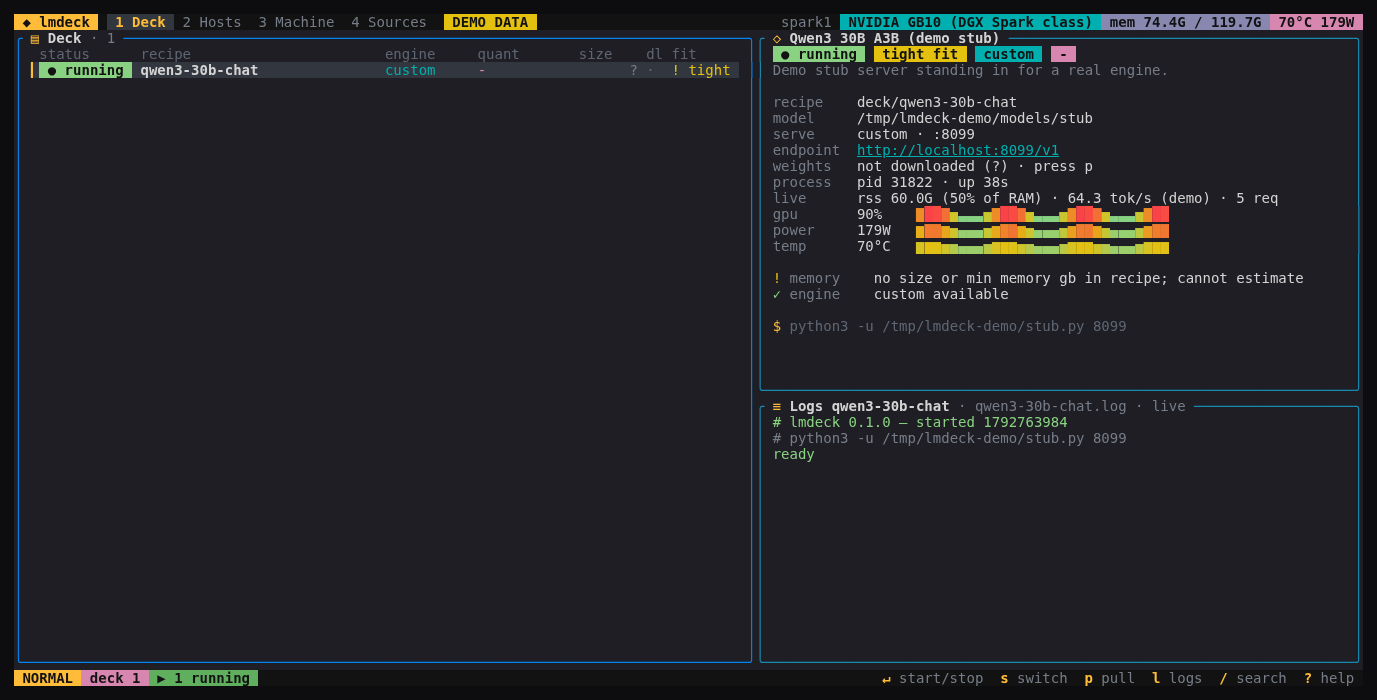 ◆ lmdeck 1 Deck 2 Hosts 3 Machine 4 Sources DEMO DATA spark1 NVIDIA GB10 (DGX Spark class) mem 74.4G / 119.7G 70°C 179W
▤ Deck · 1
status recipe engine quant size dl fit
● running qwen3-30b-chat custom - ? · ! tight
◇ Qwen3 30B A3B (demo stub)
● running tight fit custom -
Demo stub server standing in for a real engine.
recipe deck/qwen3-30b-chat
model /tmp/lmdeck-demo/models/stub
serve custom · :8099
endpoint http://localhost:8099/v1
weights not downloaded (?) · press p
process pid 31822 · up 38s
live rss 60.0G (50% of RAM) · 64.3 tok/s (demo) · 5 req
gpu 90%
power 179W
temp 70°C
! memory no size or min memory gb in recipe; cannot estimate
✓ engine custom available
$ python3 -u /tmp/lmdeck-demo/stub.py 8099
≡ Logs qwen3-30b-chat · qwen3-30b-chat.log · live
# lmdeck 0.1.0 — started 1792763984
# python3 -u /tmp/lmdeck-demo/stub.py 8099
ready
NORMAL deck 1 ▶ 1 running ↵ start/stop s switch p pull l logs / search ? help